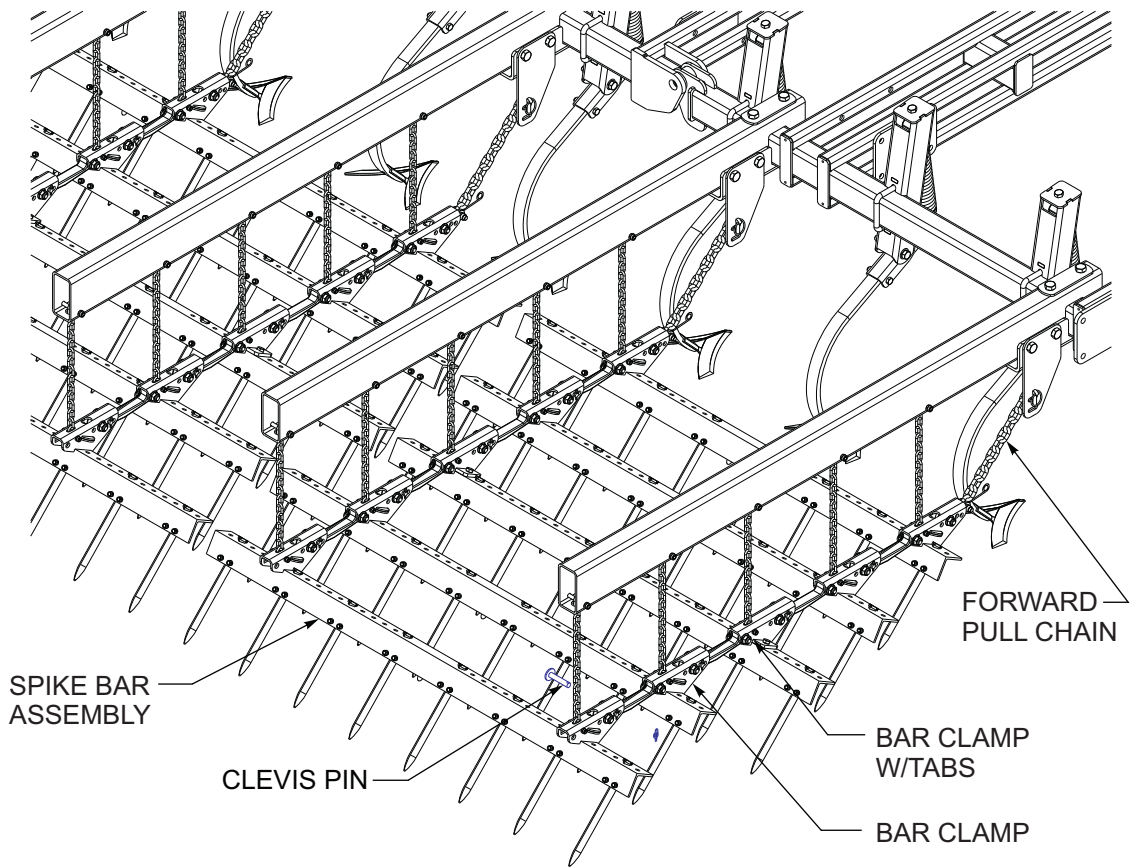 FORWARD
PULL CHAIN
SPIKE BAR
ASSEMBLY
CLEVIS PIN
BAR CLAMP
W/TABS
BAR CLAMP